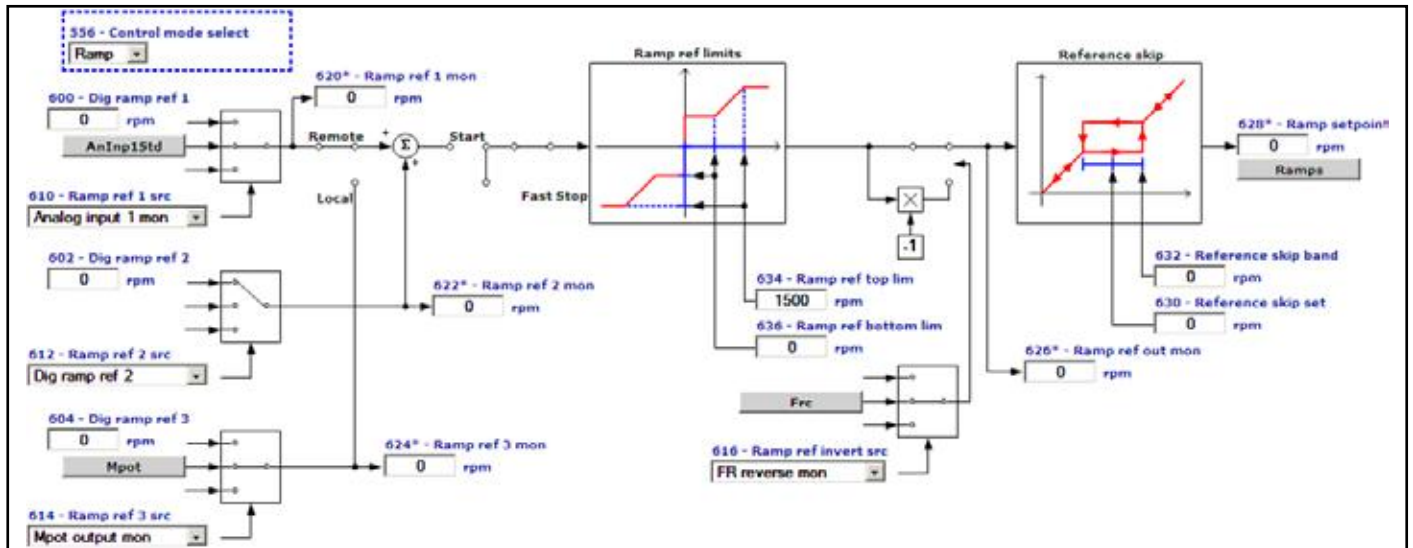 556 - Control mode select
Ramp
600 - Dig ramp ref 1
0 rpm
AnInp1Std
610 - Ramp ref 1 src
Analog input 1 mon
620* - Ramp ref 1 mon
0 rpm
Remote
Local
+
Σ
+
Start
Fast Stop
602 - Dig ramp ref 2
0 rpm
612 - Ramp ref 2 src
Dig ramp ref 2
622* - Ramp ref 2 mon
0 rpm
604 - Dig ramp ref 3
0 rpm
Mpot
614 - Ramp ref 3 src
Mpot output mon
624* - Ramp ref 3 mon
0 rpm
Ramp ref limits
634 - Ramp ref top lim
1500 rpm
636 - Ramp ref bottom lim
0 rpm
-1
Frc
616 - Ramp ref invert src
FR reverse mon
Reference skip
632 - Reference skip band
0 rpm
630 - Reference skip set
0 rpm
626* - Ramp ref out mon
0 rpm
628* - Ramp setpoint
0 rpm
Ramps